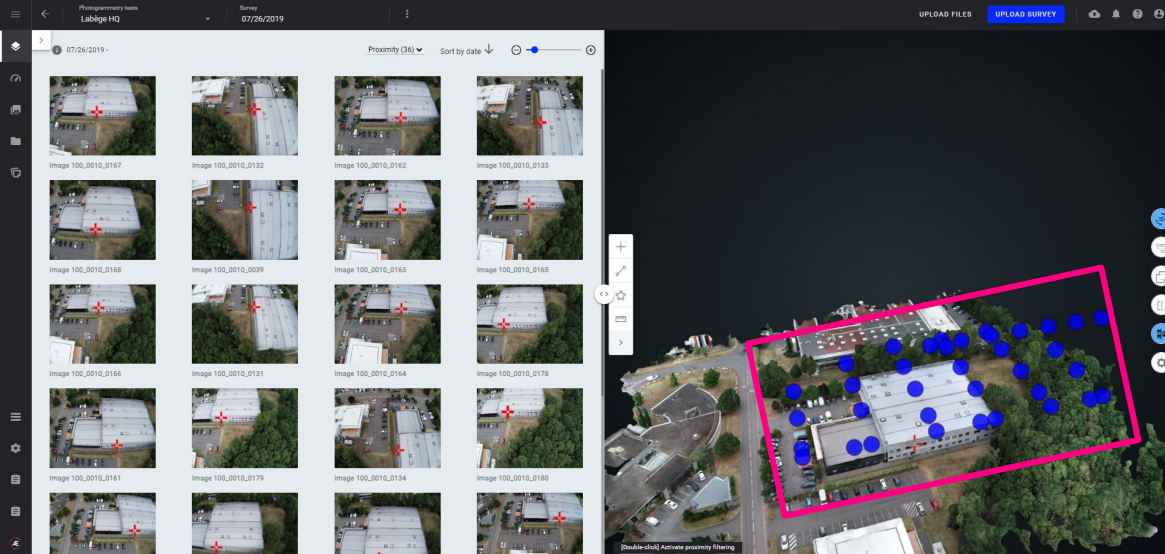 Photogrammetry tests
Labège HQ
Survey
07/26/2019
UPLOAD FILES
UPLOAD SURVEY
07/26/2019 -
Proximity (36)
Sort by date
Image 100_0010_0167
Image 100_0010_0132
Image 100_0010_0162
Image 100_0010_0133
Image 100_0010_0168
Image 100_0010_0039
Image 100_0010_0163
Image 100_0010_0165
Image 100_0010_0166
Image 100_0010_0131
Image 100_0010_0164
Image 100_0010_0178
Image 100_0010_0161
Image 100_0010_0179
Image 100_0010_0134
Image 100_0010_0180
[Double-click] Activate proximity filtering